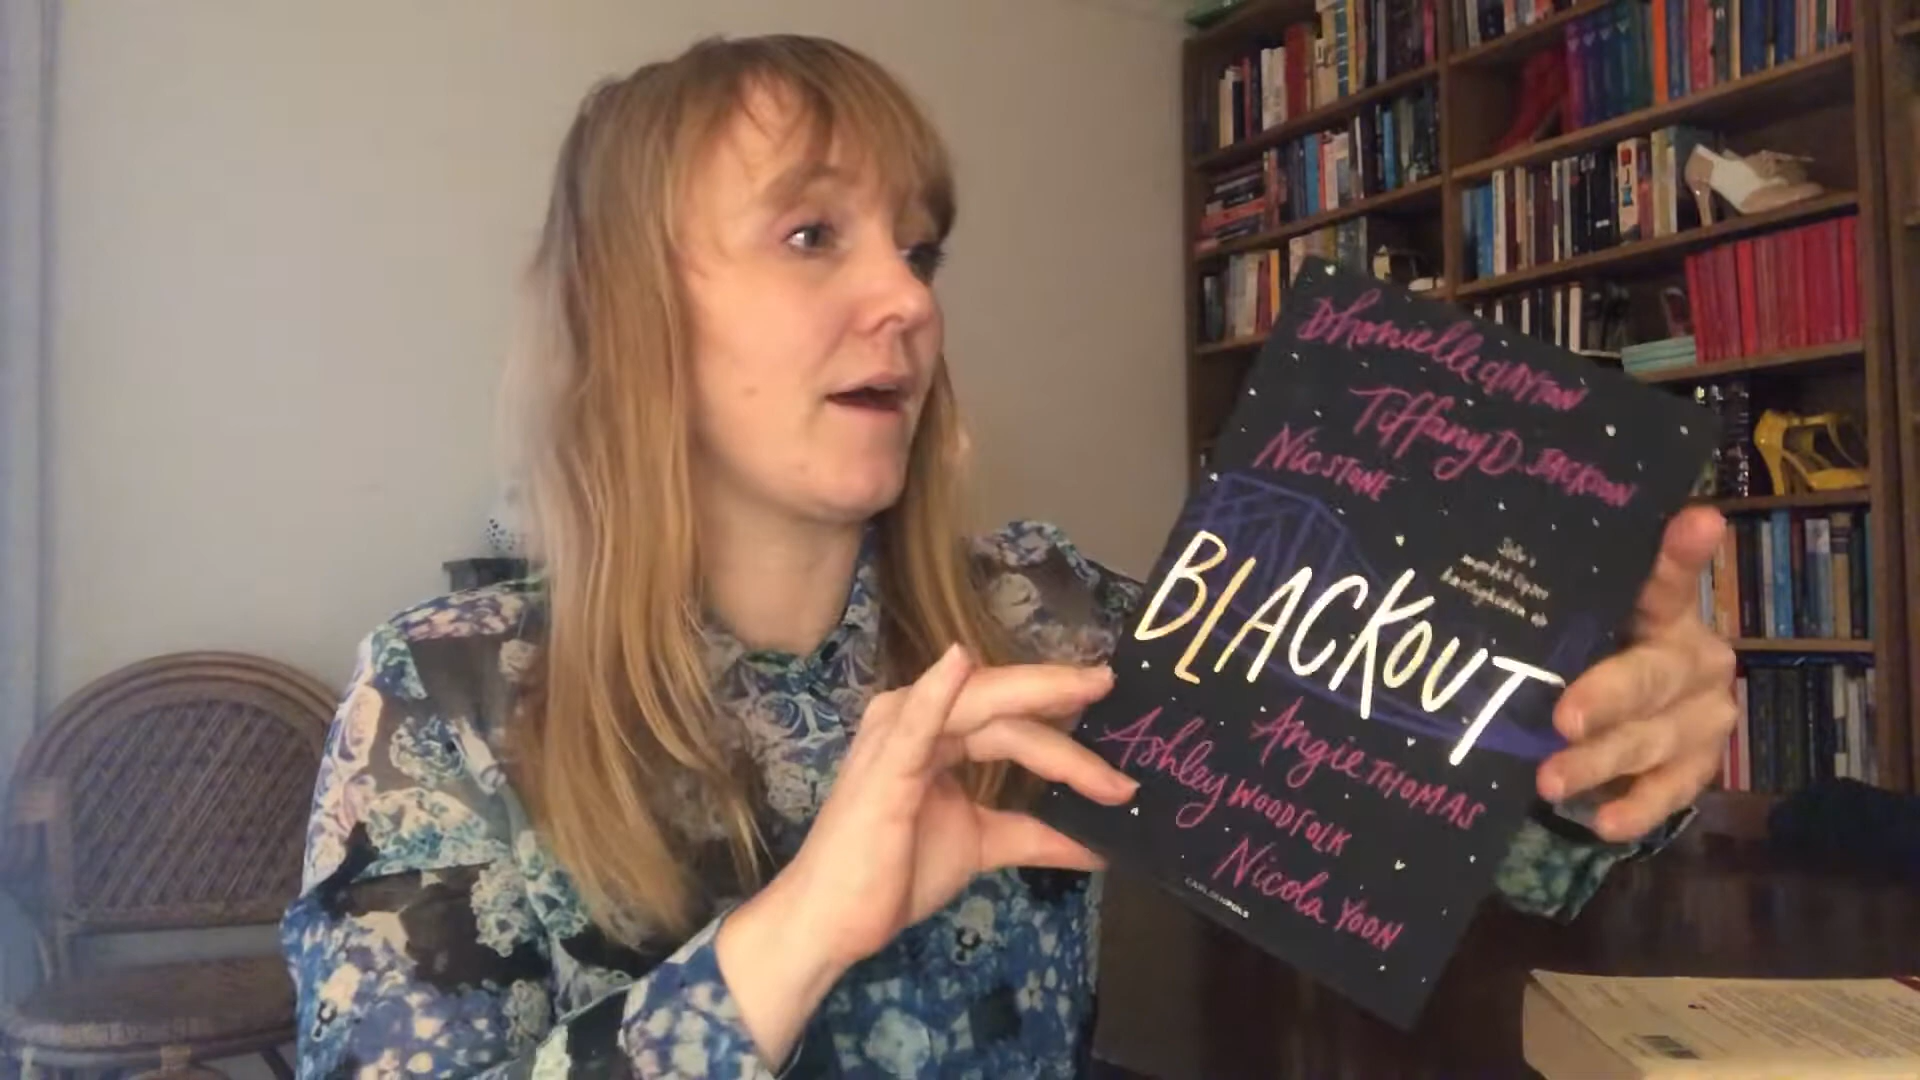 Dhonielle CLAYTON
Tiffany D. JACKSON
NIC STONE
BLACKOUT
Angie THOMAS
Ashley WOODFOLK
Nicola YOON